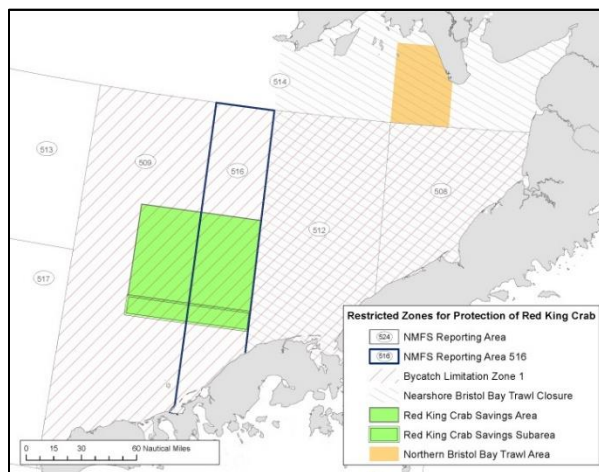 514
513
509
516
508
512
517
Restricted Zones for Protection of Red King Crab
524 NMFS Reporting Area
516 NMFS Reporting Area 516
Bycatch Limitation Zone 1
Nearshore Bristol Bay Trawl Closure
Red King Crab Savings Area
Red King Crab Savings Subarea
Northern Bristol Bay Trawl Area
0 15 30 60 Nautical Miles